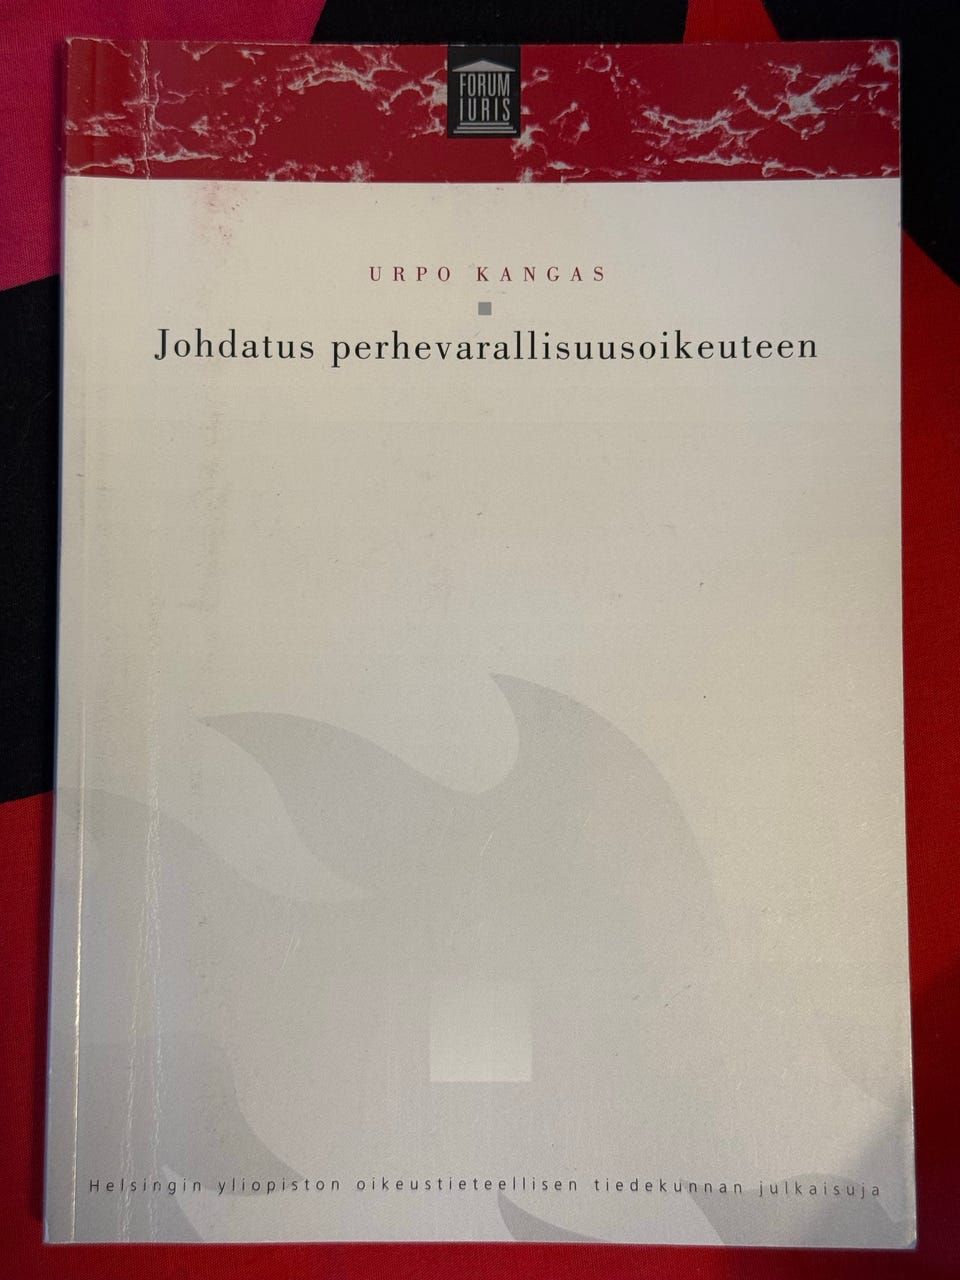 FORUM
IURIS
URPO KANGAS
Johdatus perhevarallisuusoikeuteen
Helsingin yliopiston oikeustieteellisen tiedekunnan julkaisuja